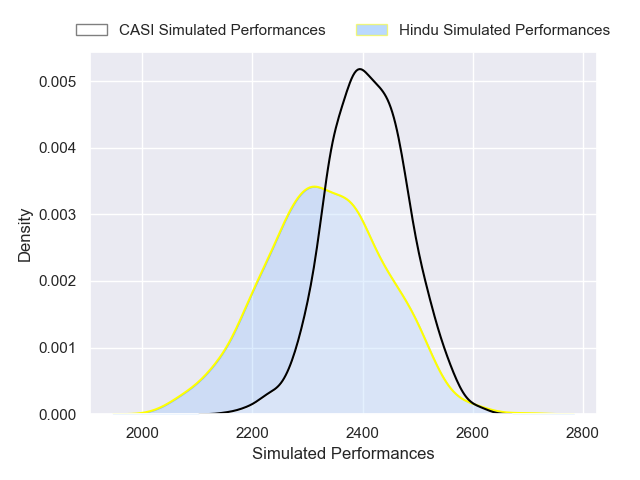 CASI Simulated Performances
Hindu Simulated Performances
0.005
0.004
0.003
0.002
0.001
0.000
Density
2000
2200
2400
2600
2800
Simulated Performances